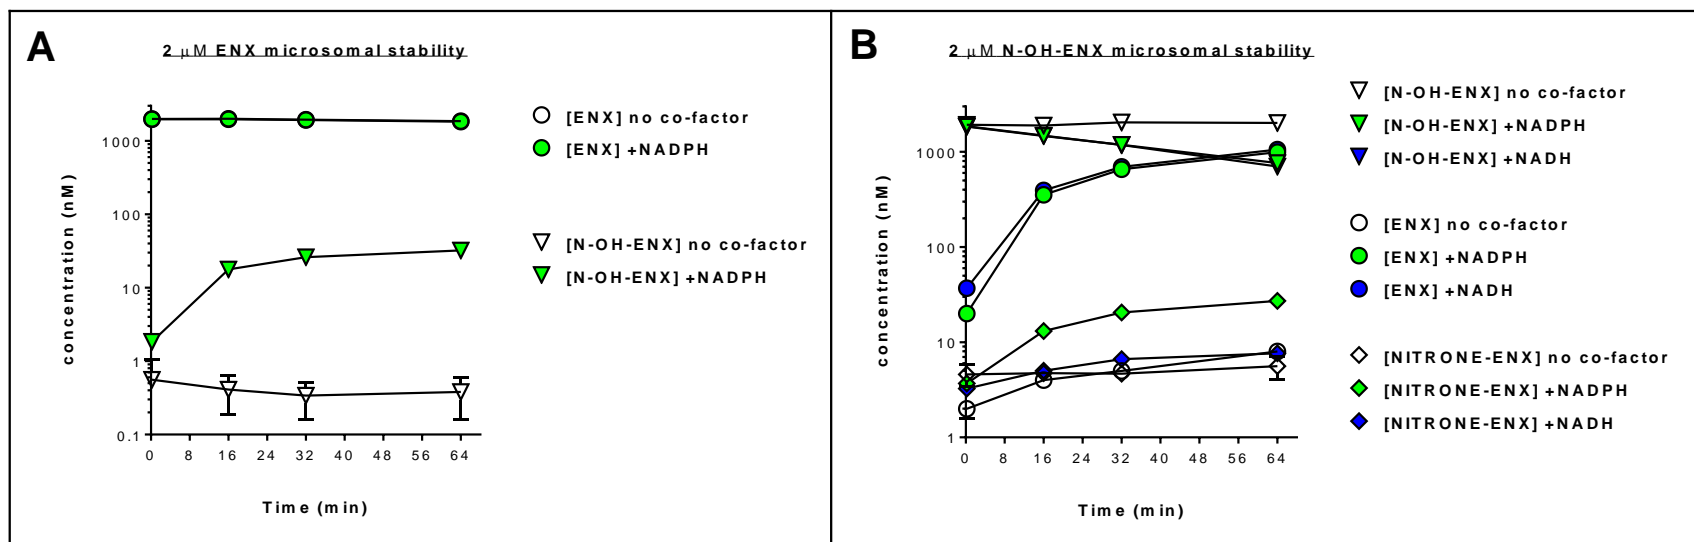 A
2 μM ENX microsomal stability
concentration (nM)
1000
100
10
1
0.1
0 8 16 24 32 40 48 56 64
Time (min)
[ENX] no co-factor
[ENX] +NADPH
[N-OH-ENX] no co-factor
[N-OH-ENX] +NADPH
B
2 μM N-OH-ENX microsomal stability
concentration (nM)
1000
100
10
1
0 8 16 24 32 40 48 56 64
Time (min)
[N-OH-ENX] no co-factor
[N-OH-ENX] +NADPH
[N-OH-ENX] +NADH
[ENX] no co-factor
[ENX] +NADPH
[ENX] +NADH
[NITRONE-ENX] no co-factor
[NITRONE-ENX] +NADPH
[NITRONE-ENX] +NADH